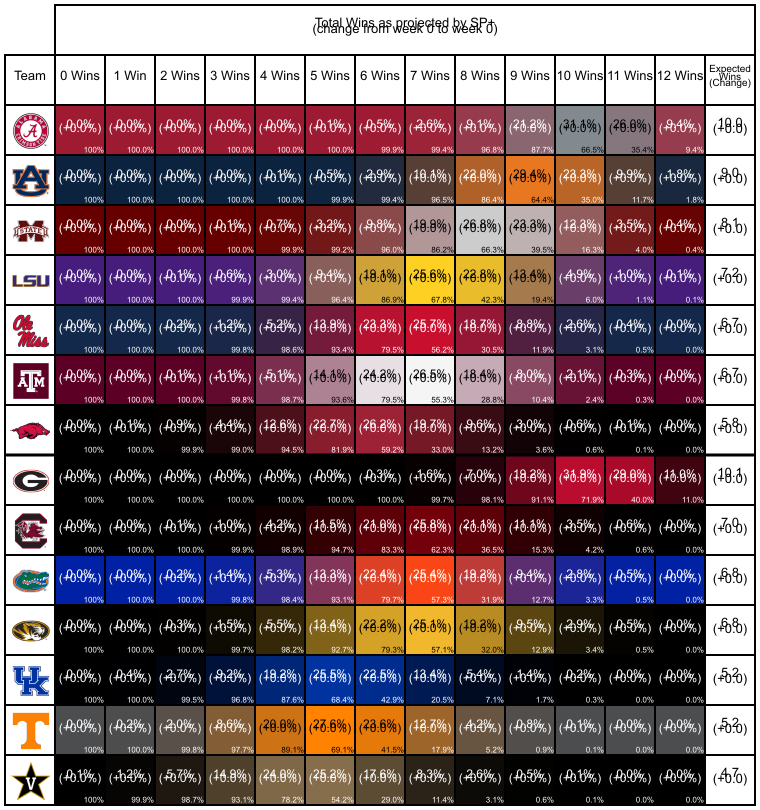 Total Wins as projected by SP+
(change from week 0 to week 0)
Team 0 Wins 1 Win 2 Wins 3 Wins 4 Wins 5 Wins 6 Wins 7 Wins 8 Wins 9 Wins 10 Wins 11 Wins 12 Wins Expected Wins (Change)
A
0.0% 0.0% 0.0% 0.0% 0.0% 0.1% 0.5% 2.6% 9.1% 21.2% 31.1% 26.0% 9.4% 10.0
(+0.0%) (+0.0%) (+0.0%) (+0.0%) (+0.0%) (+0.0%) (+0.0%) (+0.0%) (+0.0%) (+0.0%) (+0.0%) (+0.0%) (+0.0%) (+0.0)
100% 100.0% 100.0% 100.0% 100.0% 100.0% 99.9% 99.4% 96.8% 87.7% 66.5% 35.4% 9.4%
AU
0.0% 0.0% 0.0% 0.0% 0.1% 0.5% 2.9% 10.1% 22.0% 29.4% 23.3% 9.9% 1.8% 9.0
(+0.0%) (+0.0%) (+0.0%) (+0.0%) (+0.0%) (+0.0%) (+0.0%) (+0.0%) (+0.0%) (+0.0%) (+0.0%) (+0.0%) (+0.0%) (+0.0)
100% 100.0% 100.0% 100.0% 100.0% 99.9% 99.4% 96.5% 86.4% 64.4% 35.0% 11.7% 1.8%
M STATE
0.0% 0.0% 0.0% 0.1% 0.7% 3.2% 9.8% 19.9% 26.8% 23.3% 12.3% 3.5% 0.4% 8.1
(+0.0%) (+0.0%) (+0.0%) (+0.0%) (+0.0%) (+0.0%) (+0.0%) (+0.0%) (+0.0%) (+0.0%) (+0.0%) (+0.0%) (+0.0%) (+0.0)
100% 100.0% 100.0% 100.0% 99.9% 99.2% 96.0% 86.2% 66.3% 39.5% 16.3% 4.0% 0.4%
LSU
0.0% 0.0% 0.1% 0.6% 3.0% 9.4% 19.1% 25.6% 22.8% 13.4% 4.9% 1.0% 0.1% 7.2
(+0.0%) (+0.0%) (+0.0%) (+0.0%) (+0.0%) (+0.0%) (+0.0%) (+0.0%) (+0.0%) (+0.0%) (+0.0%) (+0.0%) (+0.0%) (+0.0)
100% 100.0% 100.0% 99.9% 99.4% 96.4% 86.9% 67.8% 42.3% 19.4% 6.0% 1.1% 0.1%
Ole Miss
0.0% 0.0% 0.2% 1.2% 5.2% 13.9% 23.3% 25.7% 18.7% 8.8% 2.6% 0.4% 0.0% 6.7
(+0.0%) (+0.0%) (+0.0%) (+0.0%) (+0.0%) (+0.0%) (+0.0%) (+0.0%) (+0.0%) (+0.0%) (+0.0%) (+0.0%) (+0.0%) (+0.0)
100% 100.0% 100.0% 99.8% 98.6% 93.4% 79.5% 56.2% 30.5% 11.9% 3.1% 0.5% 0.0%
ATM
0.0% 0.0% 0.1% 1.1% 5.1% 14.1% 24.2% 26.5% 18.4% 8.0% 2.1% 0.3% 0.0% 6.7
(+0.0%) (+0.0%) (+0.0%) (+0.0%) (+0.0%) (+0.0%) (+0.0%) (+0.0%) (+0.0%) (+0.0%) (+0.0%) (+0.0%) (+0.0%) (+0.0)
100% 100.0% 100.0% 99.8% 98.7% 93.6% 79.5% 55.3% 28.8% 10.4% 2.4% 0.3% 0.0%
0.0% 0.1% 0.9% 4.4% 12.6% 22.7% 26.2% 19.7% 9.6% 3.0% 0.6% 0.1% 0.0% 5.8
(+0.0%) (+0.0%) (+0.0%) (+0.0%) (+0.0%) (+0.0%) (+0.0%) (+0.0%) (+0.0%) (+0.0%) (+0.0%) (+0.0%) (+0.0%) (+0.0)
100% 100.0% 99.9% 99.0% 94.5% 81.9% 59.2% 33.0% 13.2% 3.6% 0.6% 0.1% 0.0%
G
0.0% 0.0% 0.0% 0.0% 0.0% 0.0% 0.3% 1.6% 7.0% 19.2% 31.9% 29.0% 11.0% 10.1
(+0.0%) (+0.0%) (+0.0%) (+0.0%) (+0.0%) (+0.0%) (+0.0%) (+0.0%) (+0.0%) (+0.0%) (+0.0%) (+0.0%) (+0.0%) (+0.0)
100% 100.0% 100.0% 100.0% 100.0% 100.0% 100.0% 99.7% 98.1% 91.1% 71.9% 40.0% 11.0%
0.0% 0.0% 0.1% 1.0% 4.2% 11.5% 21.0% 25.8% 21.1% 11.1% 3.5% 0.6% 0.0% 7.0
(+0.0%) (+0.0%) (+0.0%) (+0.0%) (+0.0%) (+0.0%) (+0.0%) (+0.0%) (+0.0%) (+0.0%) (+0.0%) (+0.0%) (+0.0%) (+0.0)
100% 100.0% 100.0% 99.9% 98.9% 94.7% 83.3% 62.3% 36.5% 15.3% 4.2% 0.6% 0.0%
0.0% 0.0% 0.2% 1.4% 5.3% 13.3% 22.4% 25.4% 19.2% 9.4% 2.8% 0.5% 0.0% 6.8
(+0.0%) (+0.0%) (+0.0%) (+0.0%) (+0.0%) (+0.0%) (+0.0%) (+0.0%) (+0.0%) (+0.0%) (+0.0%) (+0.0%) (+0.0%) (+0.0)
100% 100.0% 100.0% 99.8% 98.4% 93.1% 79.7% 57.3% 31.9% 12.7% 3.3% 0.5% 0.0%
0.0% 0.0% 0.3% 1.5% 5.5% 13.4% 22.2% 25.1% 19.2% 9.5% 2.9% 0.5% 0.0% 6.8
(+0.0%) (+0.0%) (+0.0%) (+0.0%) (+0.0%) (+0.0%) (+0.0%) (+0.0%) (+0.0%) (+0.0%) (+0.0%) (+0.0%) (+0.0%) (+0.0)
100% 100.0% 100.0% 99.7% 98.2% 92.7% 79.3% 57.1% 32.0% 12.9% 3.4% 0.5% 0.0%
UK
0.0% 0.4% 2.7% 9.2% 19.2% 25.5% 22.5% 13.4% 5.4% 1.4% 0.2% 0.0% 0.0% 5.2
(+0.0%) (+0.0%) (+0.0%) (+0.0%) (+0.0%) (+0.0%) (+0.0%) (+0.0%) (+0.0%) (+0.0%) (+0.0%) (+0.0%) (+0.0%) (+0.0)
100% 100.0% 99.5% 96.8% 87.6% 68.4% 42.9% 20.5% 7.1% 1.7% 0.3% 0.0% 0.0%
T
0.0% 0.2% 2.0% 8.6% 20.0% 27.6% 23.6% 12.7% 4.2% 0.8% 0.1% 0.0% 0.0% 5.2
(+0.0%) (+0.0%) (+0.0%) (+0.0%) (+0.0%) (+0.0%) (+0.0%) (+0.0%) (+0.0%) (+0.0%) (+0.0%) (+0.0%) (+0.0%) (+0.0)
100% 100.0% 99.8% 97.7% 89.1% 69.1% 41.5% 17.9% 5.2% 0.9% 0.1% 0.0% 0.0%
V
0.1% 1.2% 5.7% 14.9% 24.0% 25.2% 17.6% 8.3% 2.6% 0.5% 0.1% 0.0% 0.0% 4.7
(+0.0%) (+0.0%) (+0.0%) (+0.0%) (+0.0%) (+0.0%) (+0.0%) (+0.0%) (+0.0%) (+0.0%) (+0.0%) (+0.0%) (+0.0%) (+0.0)
100% 99.9% 98.7% 93.1% 78.2% 54.2% 29.0% 11.4% 3.1% 0.6% 0.1% 0.0% 0.0%